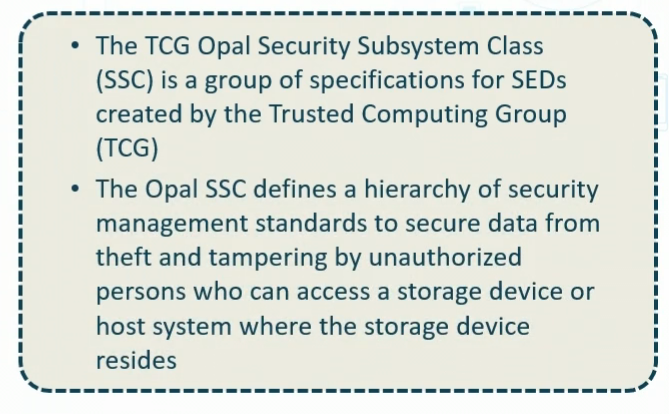 • The TCG Opal Security Subsystem Class
(SSC) is a group of specifications for SEDs
created by the Trusted Computing Group
(TCG)
• The Opal SSC defines a hierarchy of security
management standards to secure data from
theft and tampering by unauthorized
persons who can access a storage device or
host system where the storage device
resides